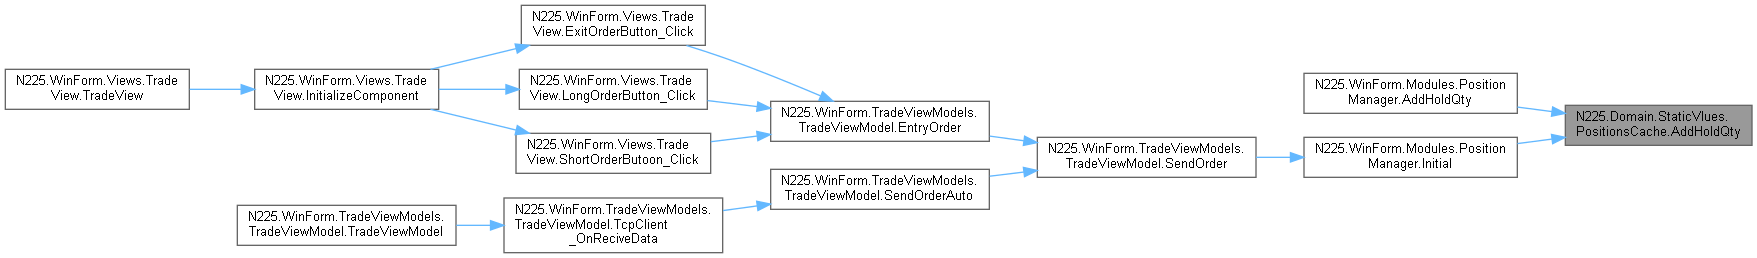 N225.WinForm.Views.Trade
View.ExitOrderButton_Click
N225.WinForm.Views.Trade
View.TradeView
N225.WinForm.Views.Trade
View.InitializeComponent
N225.WinForm.Views.Trade
View.LongOrderButton_Click
N225.WinForm.Views.Trade
View.ShortOrderButoon_Click
N225.WinForm.TradeViewModels.
TradeViewModel.EntryOrder
N225.WinForm.Modules.Position
Manager.AddHoldQty
N225.Domain.StaticVlues.
PositionsCache.AddHoldQty
N225.WinForm.TradeViewModels.
TradeViewModel.SendOrder
N225.WinForm.Modules.Position
Manager.Initial
N225.WinForm.TradeViewModels.
TradeViewModel.SendOrderAuto
N225.WinForm.TradeViewModels.
TradeViewModel.TradeViewModel
N225.WinForm.TradeViewModels.
TradeViewModel.TcpClient
_OnReciveData